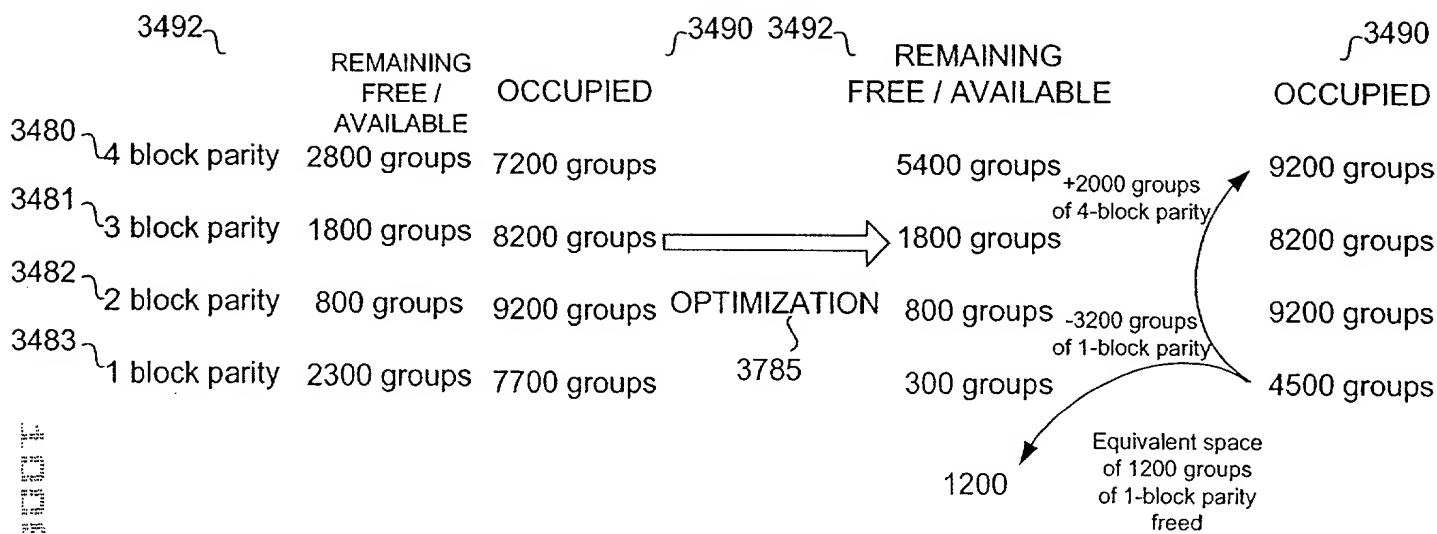 3492
3490 3492
3490
REMAINING
FREE /
AVAILABLE
OCCUPIED
REMAINING
FREE / AVAILABLE
OCCUPIED
3480
4 block parity 2800 groups 7200 groups 5400 groups 9200 groups
+2000 groups
of 4-block parity
3481
3 block parity 1800 groups 8200 groups 1800 groups 8200 groups
3482
2 block parity 800 groups 9200 groups OPTIMIZATION 800 groups 9200 groups
-3200 groups
of 1-block parity
3483
3785
1 block parity 2300 groups 7700 groups 300 groups 4500 groups
Equivalent space
of 1200 groups
of 1-block parity
freed
1200